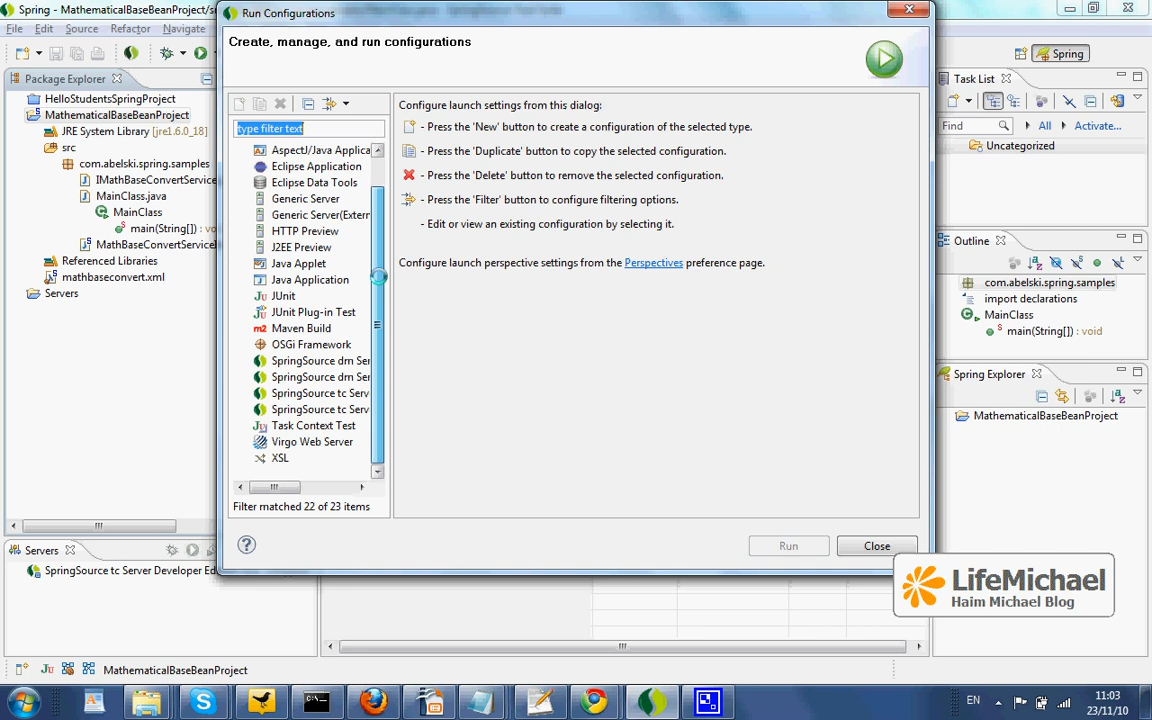 Spring - MathematicalBaseBeanProject/s
Run Configurations
File Edit Source Refactor Navigate
Create, manage, and run configurations
Spring
Package Explorer
Task List
HelloStudentsSpringProject
MathematicalBaseBeanProject
JRE System Library [jre1.6.0_18]
src
com.abelski.spring.samples
IMathBaseConvertService
MainClass.java
MainClass
main(String[]) : vo
MathBaseConvertService
Referenced Libraries
mathbaseconvert.xml
Servers
type filter text
AspectJ/Java Applica
Eclipse Application
Eclipse Data Tools
Generic Server
Generic Server(Extern
HTTP Preview
J2EE Preview
Java Applet
Java Application
JUnit
JUnit Plug-in Test
Maven Build
OSGi Framework
SpringSource dm Se
SpringSource dm Se
SpringSource tc Serv
SpringSource tc Serv
Task Context Test
Virgo Web Server
XSL
Filter matched 22 of 23 items
Configure launch settings from this dialog:
- Press the 'New' button to create a configuration of the selected type.
- Press the 'Duplicate' button to copy the selected configuration.
- Press the 'Delete' button to remove the selected configuration.
- Press the 'Filter' button to configure filtering options.
- Edit or view an existing configuration by selecting it.
Configure launch perspective settings from the Perspectives preference page.
Run
Close
Find
All
Activate...
Uncategorized
Outline
com.abelski.spring.samples
import declarations
MainClass
main(String[]) : void
Spring Explorer
MathematicalBaseBeanProject
Servers
SpringSource tc Server Developer Ed
LifeMichael
Haim Michael Blog
MathematicalBaseBeanProject
EN
11:03
23/11/10